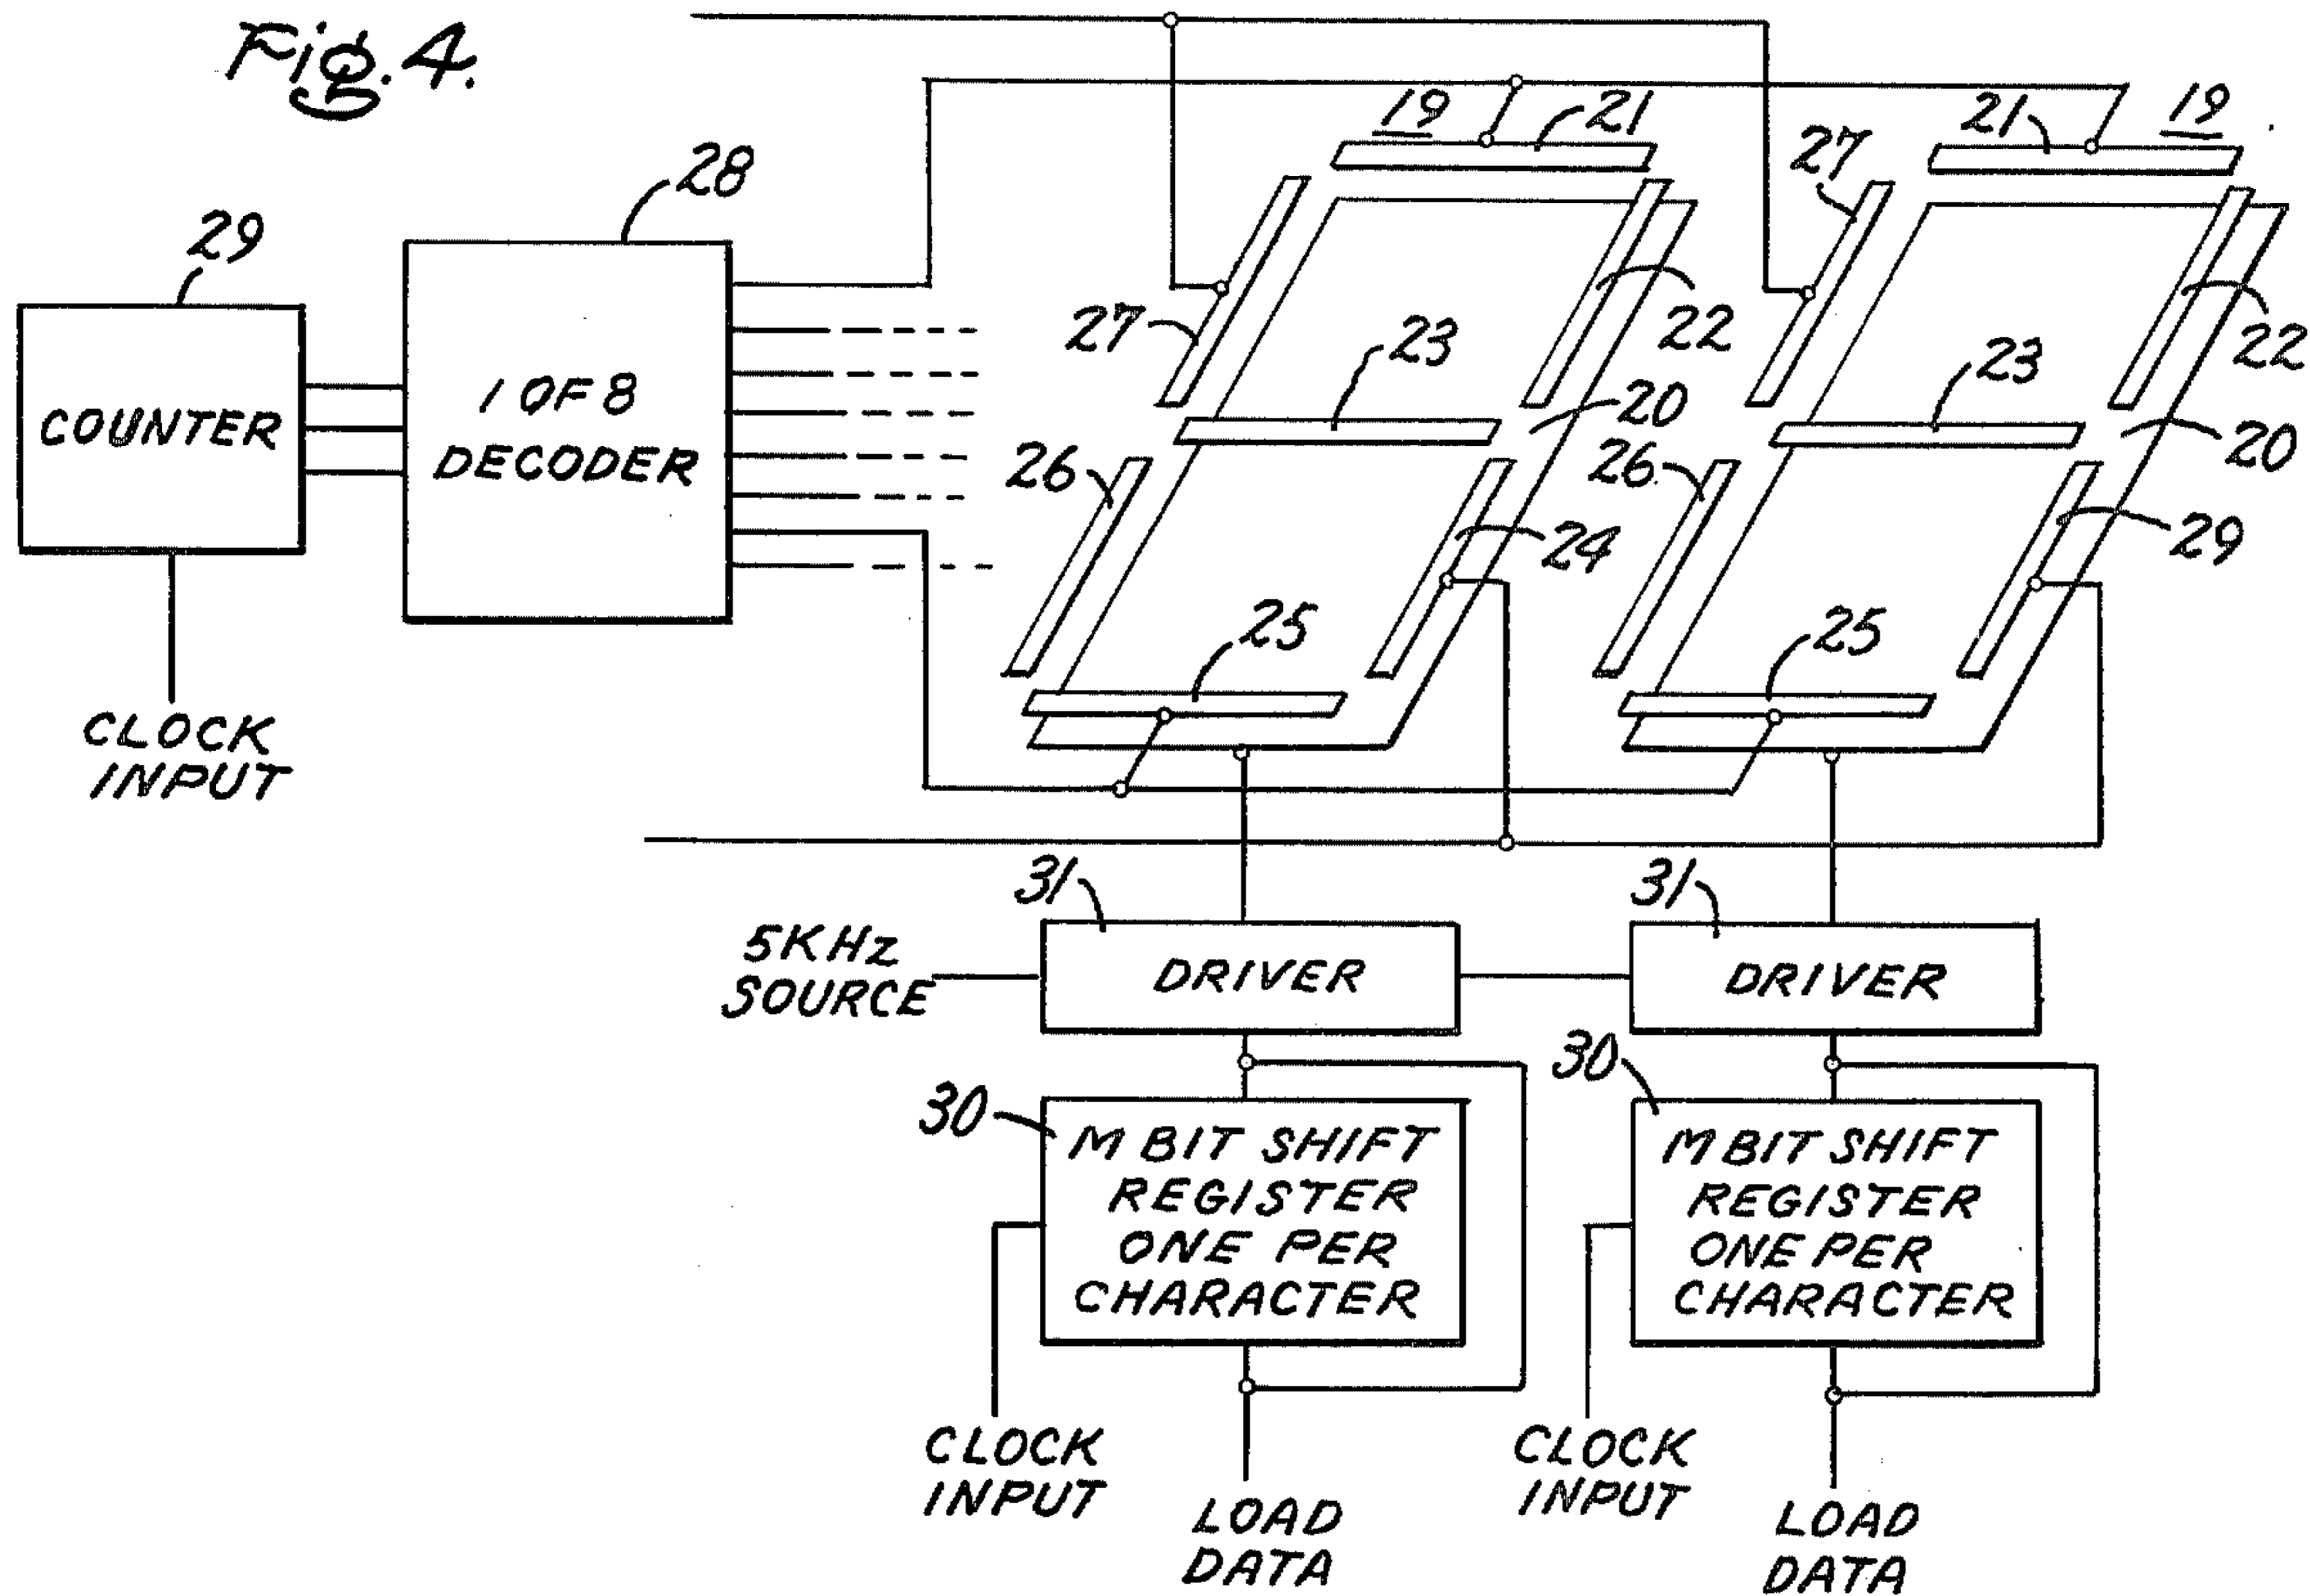 Fig. 4.
19
21
21
19
27
28
29
27
22
23
22
23
1 OF 8
DECODER
COUNTER
20
20
26
26
24
29
25
25
CLOCK
INPUT
31
31
5KHz
SOURCE
DRIVER
DRIVER
30
30
M BIT SHIFT
REGISTER
ONE PER
CHARACTER
M BIT SHIFT
REGISTER
ONE PER
CHARACTER
CLOCK
INPUT
LOAD
DATA
CLOCK
INPUT
LOAD
DATA